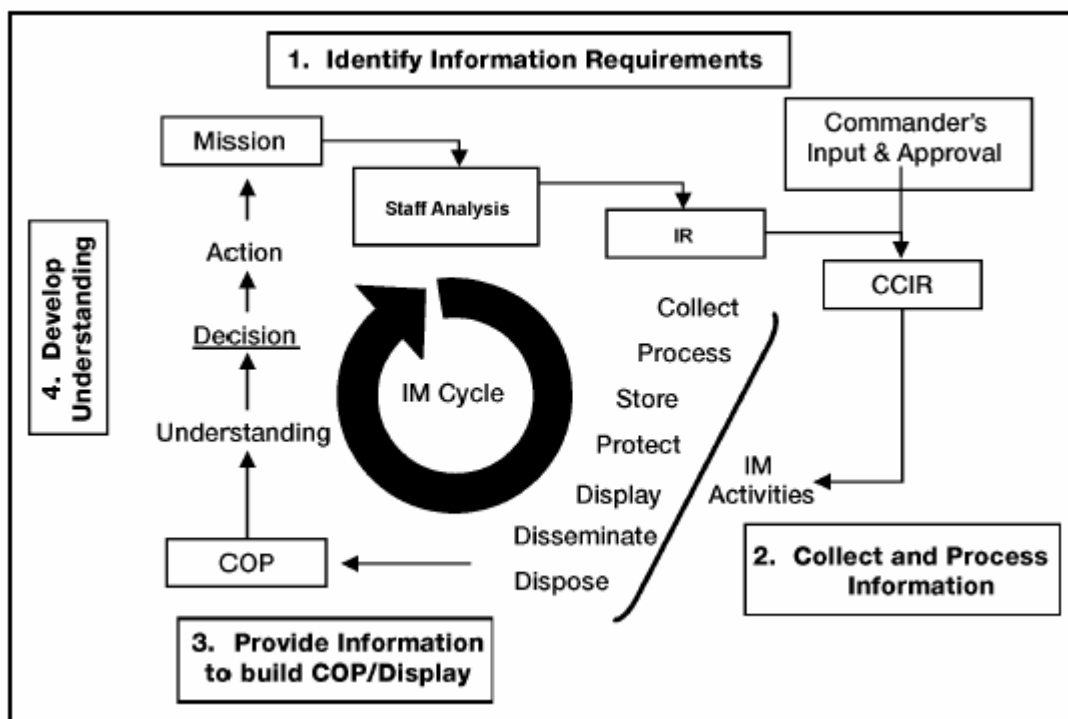 1. Identify Information Requirements
Mission
Commander's
Input & Approval
Staff Analysis
IR
CCIR
Action
Decision
Understanding
4. Develop
Understanding
IM Cycle
Collect
Process
Store
Protect
Display
Disseminate
Dispose
IM
Activities
COP
2. Collect and Process
Information
3. Provide Information
to build COP/Display